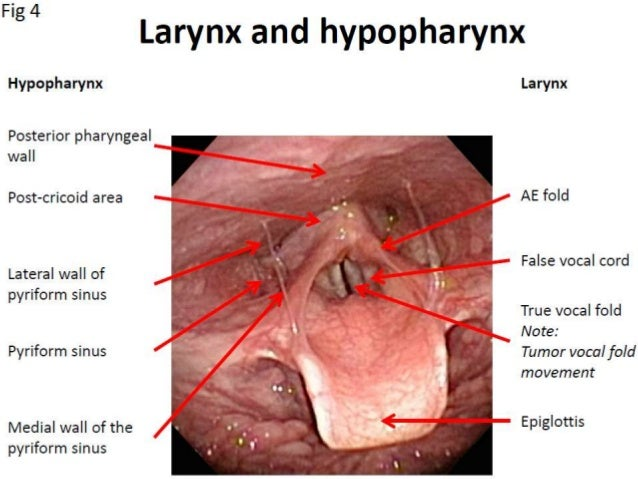 Fig 4
Larynx and hypopharynx
Hypopharynx
Posterior pharyngeal
wall
Post-cricoid area
Lateral wall of
pyriform sinus
Pyriform sinus
Medial wall of the
pyriform sinus
Larynx
AE fold
False vocal cord
True vocal fold
Note:
Tumor vocal fold
movement
Epiglottis